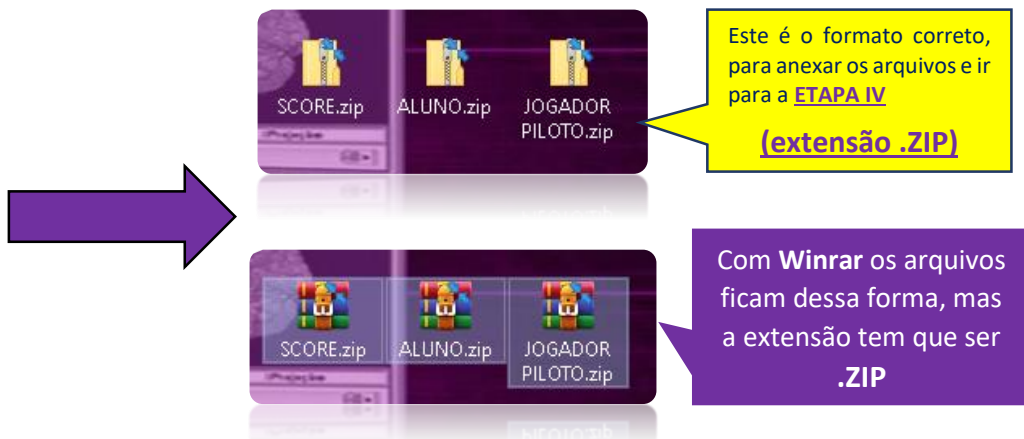 SCORE.zip
ALUNO.zip
JOGADOR
PILOTO.zip
Este é o formato correto,
para anexar os arquivos e ir
para a ETAPA IV
(extensão .ZIP)
SCORE.zip
ALUNO.zip
JOGADOR
PILOTO.zip
Com Winrar os arquivos
ficam dessa forma, mas
a extensão tem que ser
.ZIP